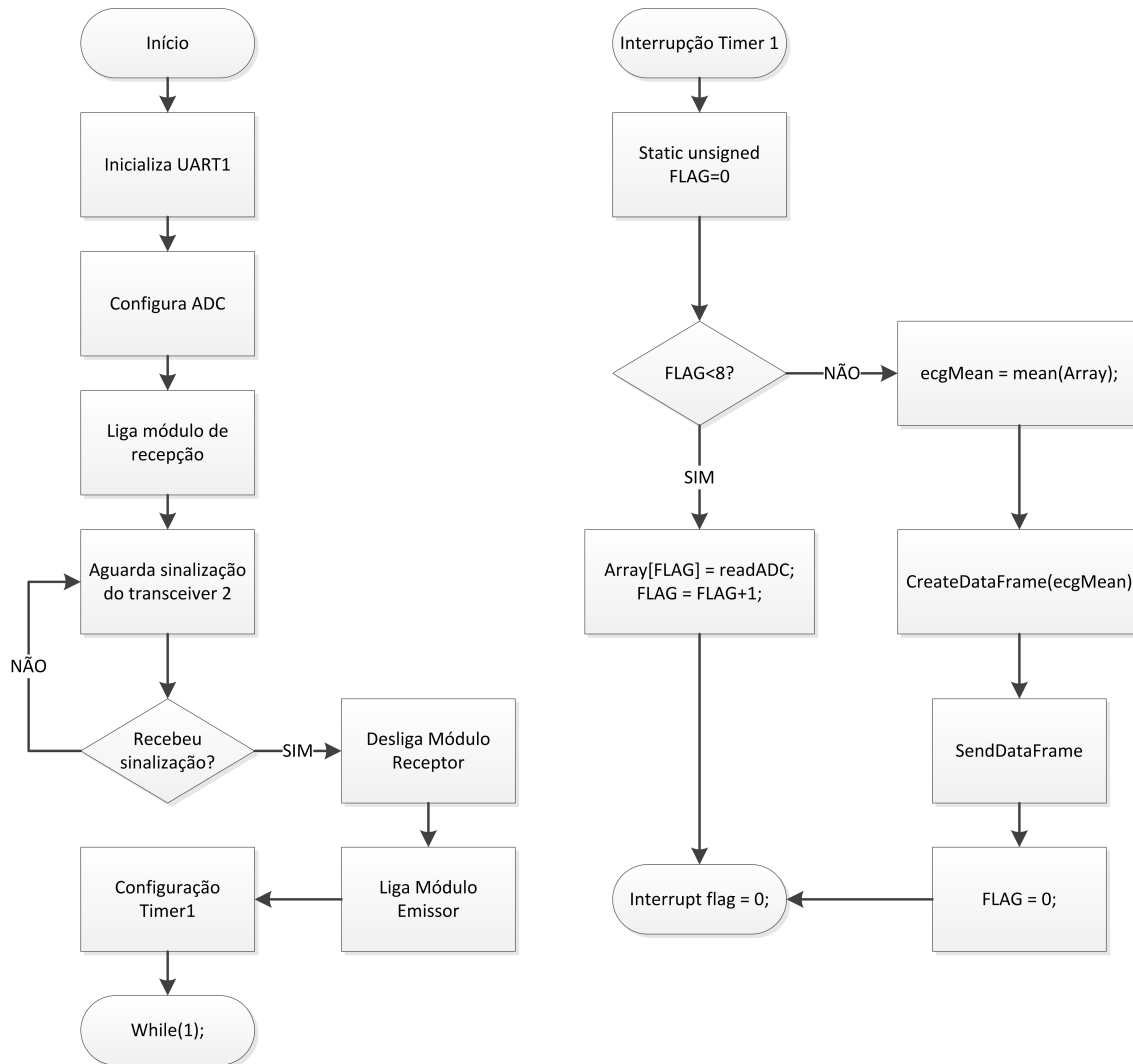 Início
Inicializa UART1
Configura ADC
Liga módulo de
recepção
Aguarda sinalização
do transceiver 2
NÃO
Recebeu
sinalização?
SIM
Desliga Módulo
Receptor
Liga Módulo
Emissor
Configuração
Timer1
While(1);
Interrupção Timer 1
Static unsigned
FLAG=0
FLAG<8?
NÃO
ecgMean = mean(Array);
SIM
Array[FLAG] = readADC;
FLAG = FLAG+1;
CreateDataFrame(ecgMean)
SendDataFrame
FLAG = 0;
Interrupt flag = 0;